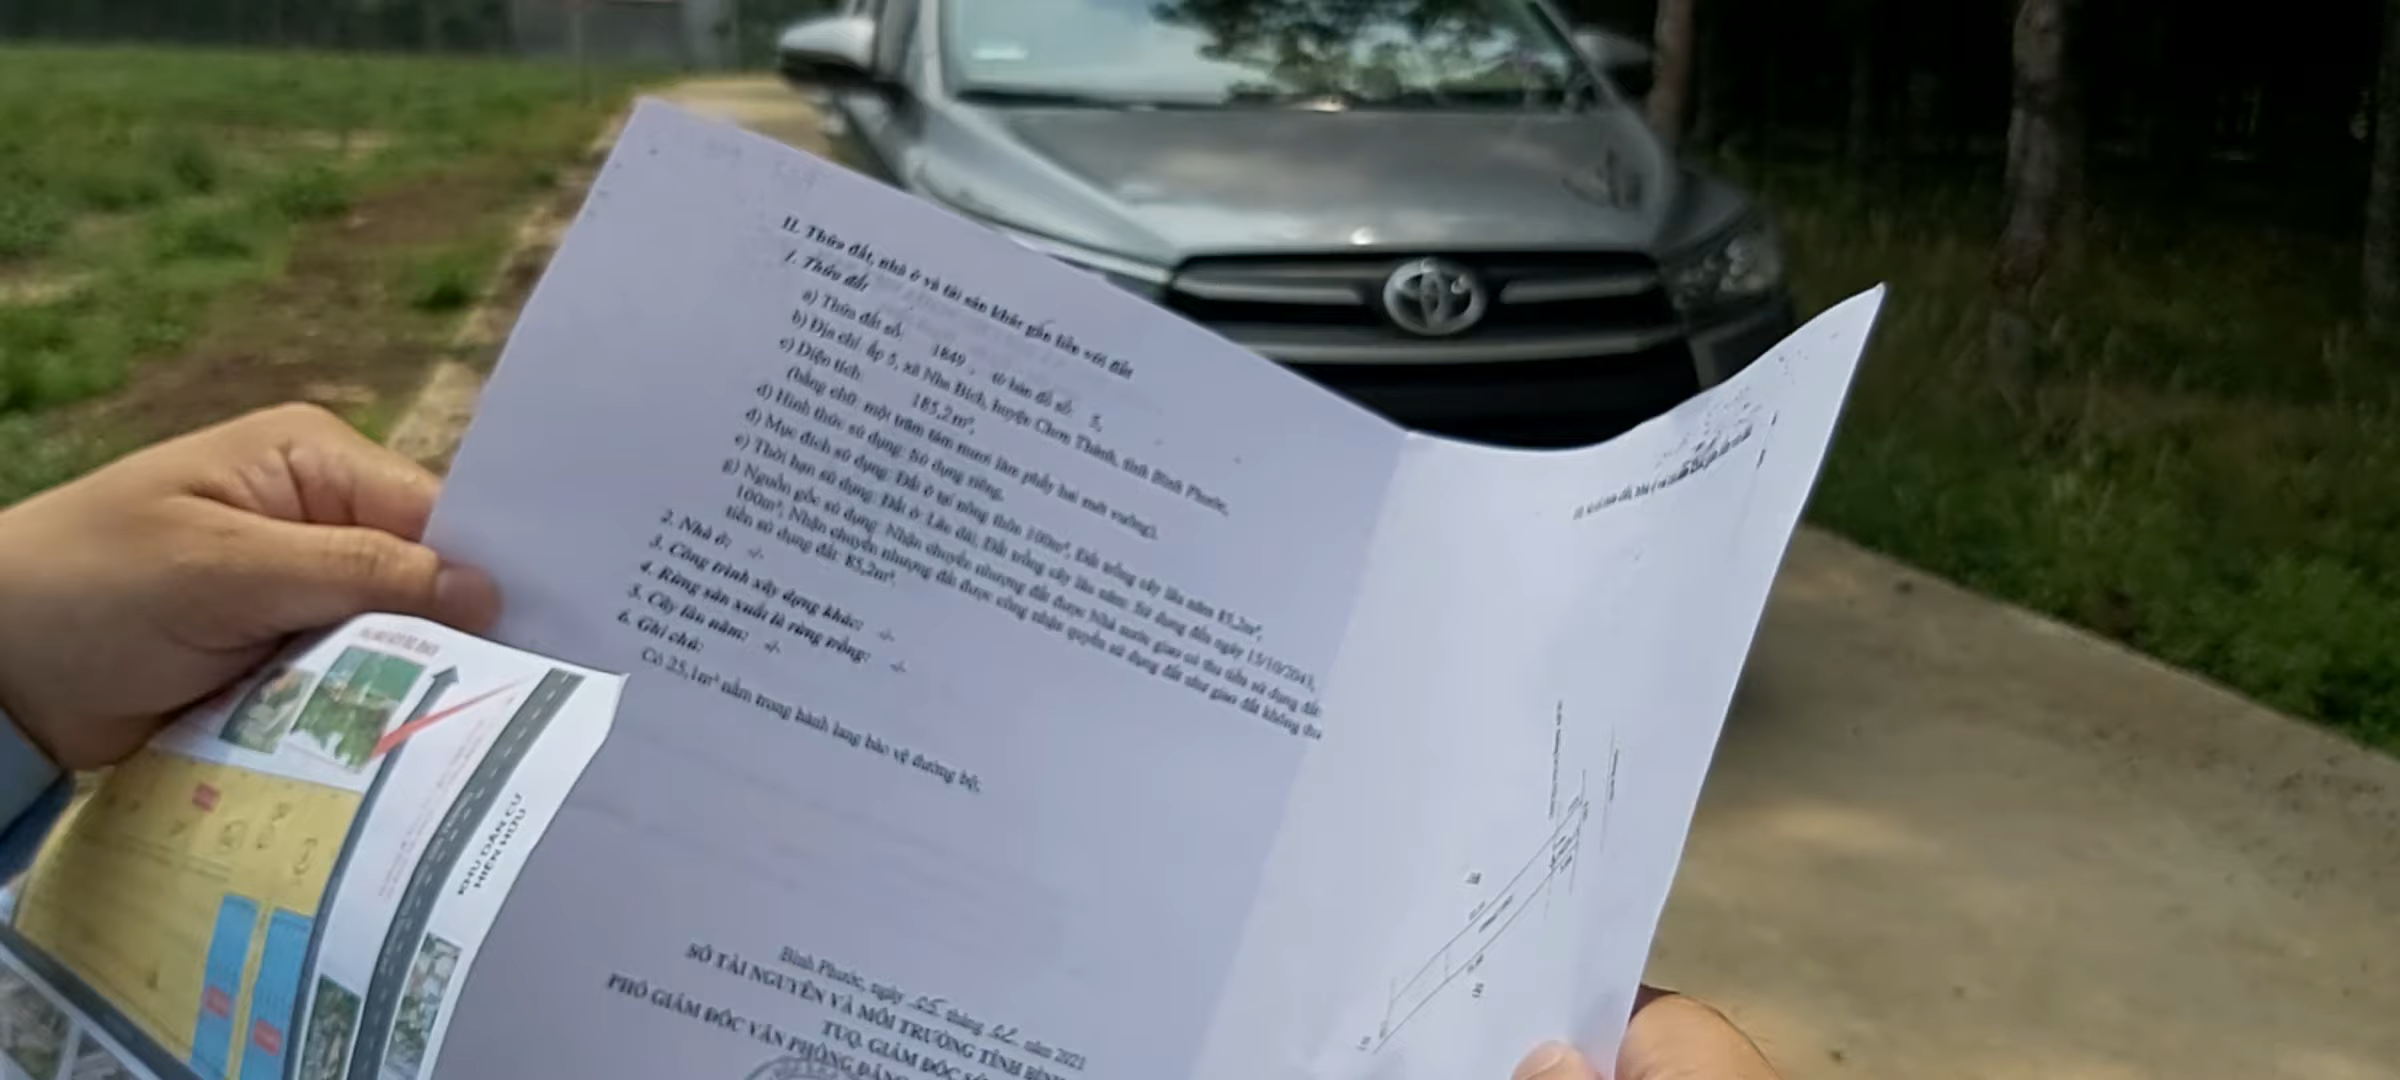 II. Thửa đất, nhà ở và tài sản khác gắn liền với đất
1. Thửa đất
a) Thửa đất số: 1849, tờ bản đồ số: 5,
b) Địa chỉ: ấp 5, xã Nha Bích, huyện Chơn Thành, tỉnh Bình Phước,
c) Diện tích: 185,2m²,
(bằng chữ: một trăm tám mươi lăm phẩy hai mét vuông),
d) Hình thức sử dụng: Sử dụng riêng,
đ) Mục đích sử dụng: Đất ở tại nông thôn 100m²; Đất trồng cây lâu năm 85,2m²,
e) Thời hạn sử dụng: Đất ở: Lâu dài; Đất trồng cây lâu năm: Sử dụng đến ngày 15/10/2043,
g) Nguồn gốc sử dụng: Nhận chuyển nhượng đất được Nhà nước giao có thu tiền sử dụng đất
100m²; Nhận chuyển nhượng đất được công nhận quyền sử dụng đất như giao đất không thu
tiền sử dụng đất: 85,2m².
2. Nhà ở: -/-
3. Công trình xây dựng khác: -/-
4. Rừng sản xuất là rừng trồng: -/-
5. Cây lâu năm: -/-
6. Ghi chú:
Có 25,1m² nằm trong hành lang bảo vệ đường bộ.
Bình Phước, ngày 05 tháng 02 năm 2021
SỞ TÀI NGUYÊN VÀ MÔI TRƯỜNG TỈNH BÌNH
TUQ. GIÁM ĐỐC SỞ
PHÓ GIÁM ĐỐC VĂN PHÒNG ĐĂNG
KHU DÂN CƯ
HIỆN HỮU